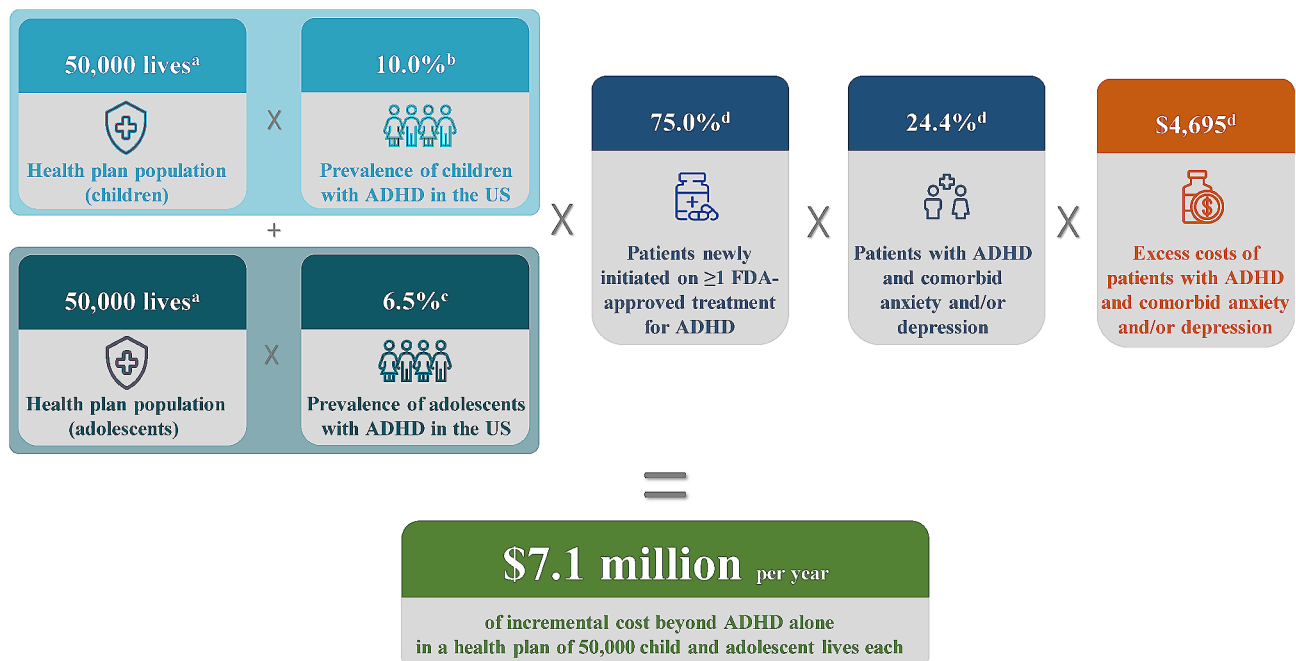 50,000 livesᵃ
X
10.0%ᵇ
Health plan population
(children)
Prevalence of children
with ADHD in the US
+
50,000 livesᵃ
X
6.5%ᶜ
Health plan population
(adolescents)
Prevalence of adolescents
with ADHD in the US
X
75.0%ᵈ
Patients newly
initiated on ≥1 FDA-
approved treatment
for ADHD
X
24.4%ᵈ
Patients with ADHD
and comorbid
anxiety and/or
depression
X
$4,695ᵈ
Excess costs of
patients with ADHD
and comorbid anxiety
and/or depression
=
$7.1 million per year
of incremental cost beyond ADHD alone
in a health plan of 50,000 child and adolescent lives each